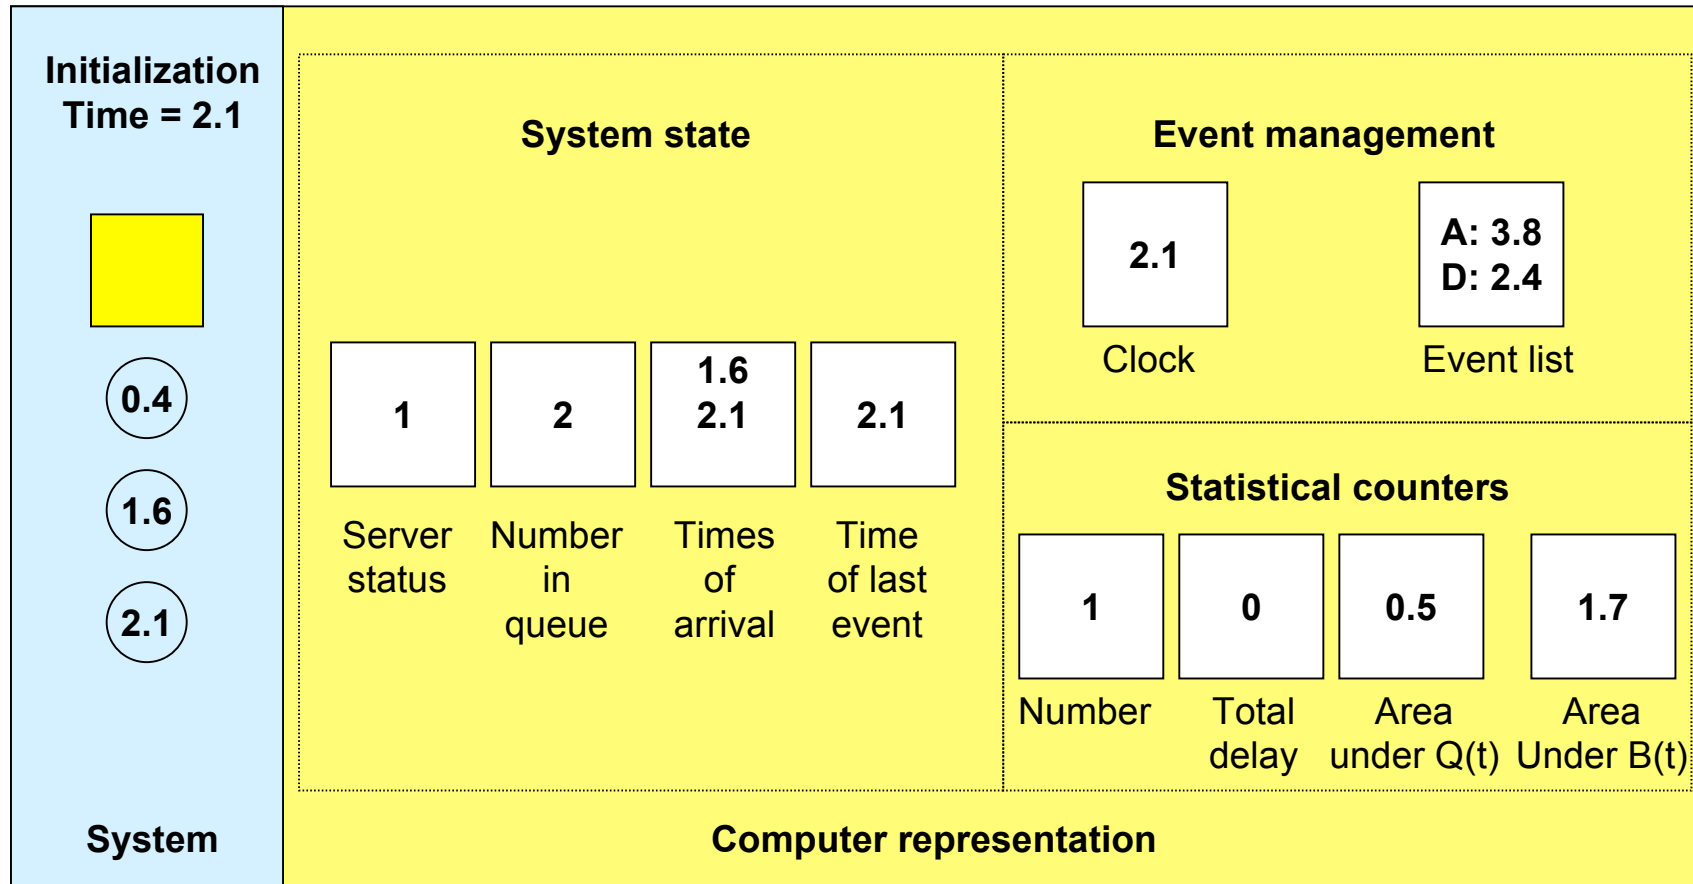 Initialization
Time = 2.1
0.4
1.6
2.1
System
System state
1
2
1.6
2.1
2.1
Server
status
Number
in
queue
Times
of
arrival
Time
of last
event
Event management
2.1
A: 3.8
D: 2.4
Clock
Event list
Statistical counters
1
0
0.5
1.7
Number
Total
delay
Area
under Q(t)
Area
Under B(t)
Computer representation